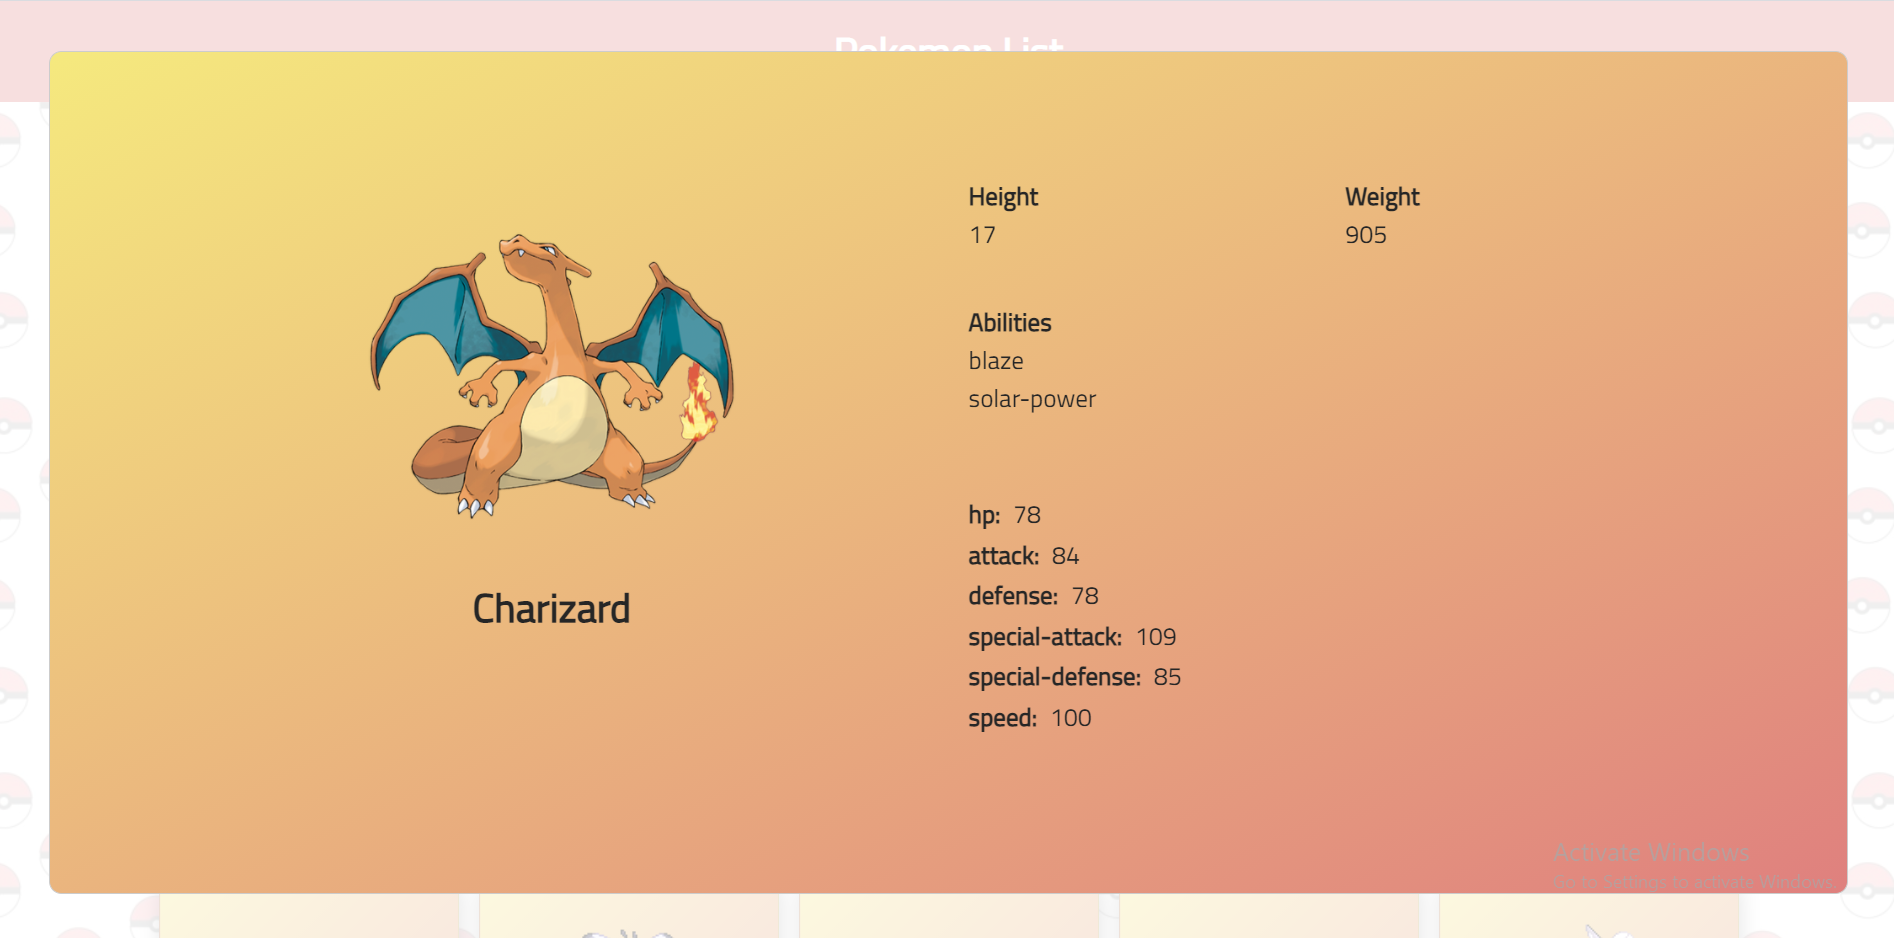 Pokemon List
Height
17
Weight
905
Abilities
blaze
solar-power
hp: 78
attack: 84
defense: 78
special-attack: 109
special-defense: 85
speed: 100
Charizard
Activate Windows
Go to Settings to activate Windows.